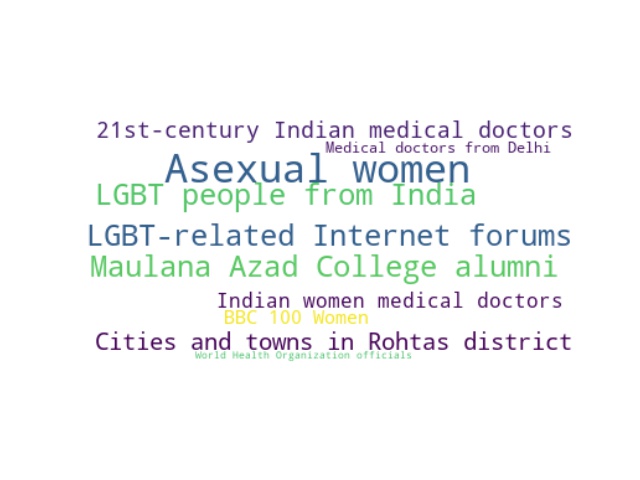 21st-century Indian medical doctors
Medical doctors from Delhi
Asexual women
LGBT people from India
LGBT-related Internet forums
Maulana Azad College alumni
Indian women medical doctors
BBC 100 Women
Cities and towns in Rohtas district
World Health Organization officials